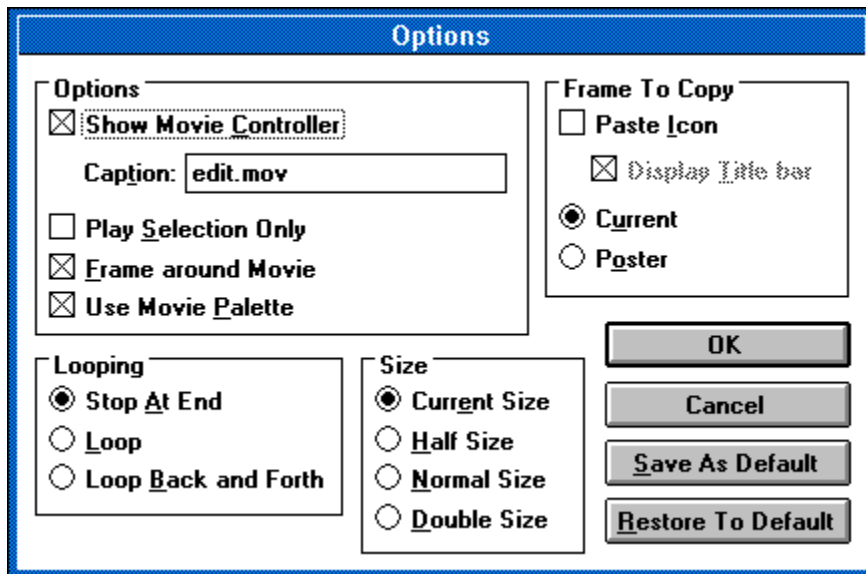 Options
Options
Show Movie Controller
Caption: edit.mov
Play Selection Only
Frame around Movie
Use Movie Palette
Frame To Copy
Paste Icon
Display Title bar
Current
Poster
Looping
Stop At End
Loop
Loop Back and Forth
Size
Current Size
Half Size
Normal Size
Double Size
OK
Cancel
Save As Default
Restore To Default